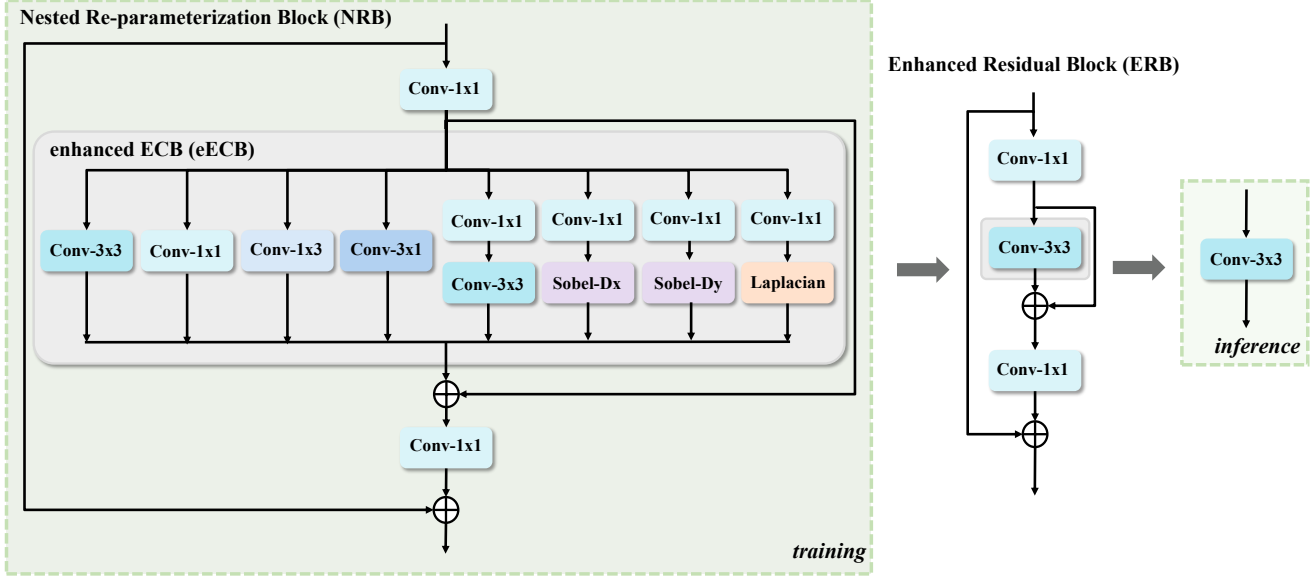 Nested Re-parameterization Block (NRB)
Conv-1x1
enhanced ECB (eECB)
Conv-3x3
Conv-1x1
Conv-1x3
Conv-3x1
Conv-1x1
Conv-1x1
Conv-1x1
Conv-1x1
Conv-3x3
Sobel-Dx
Sobel-Dy
Laplacian
Conv-1x1
training
Enhanced Residual Block (ERB)
Conv-1x1
Conv-3x3
Conv-1x1
Conv-3x3
inference